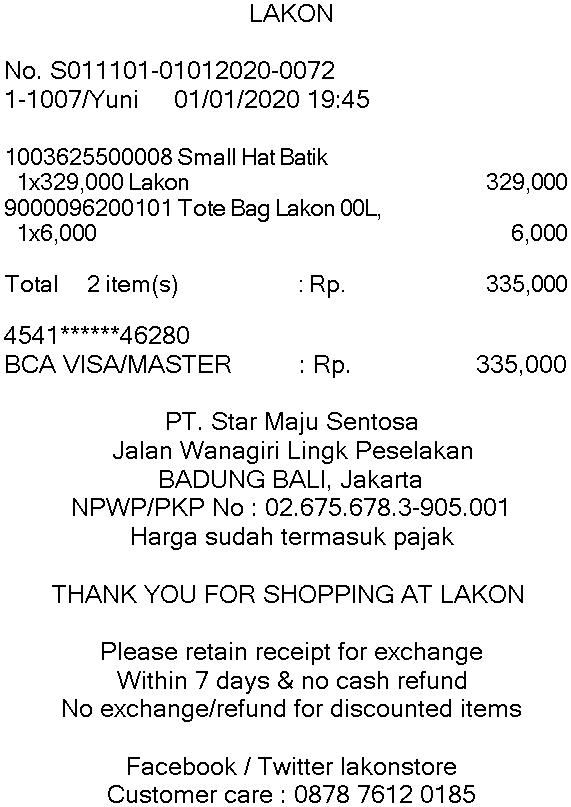 LAKON
No. S011101-01012020-0072
1-1007/Yuni 01/01/2020 19:45
1003625500008 Small Hat Batik
1x329,000 Lakon 329,000
9000096200101 Tote Bag Lakon 00L,
1x6,000 6,000
Total 2 item(s) : Rp. 335,000
4541******46280
BCA VISA/MASTER : Rp. 335,000
PT. Star Maju Sentosa
Jalan Wanagiri Lingk Peselakan
BADUNG BALI, Jakarta
NPWP/PKP No : 02.675.678.3-905.001
Harga sudah termasuk pajak
THANK YOU FOR SHOPPING AT LAKON
Please retain receipt for exchange
Within 7 days & no cash refund
No exchange/refund for discounted items
Facebook / Twitter lakonstore
Customer care : 0878 7612 0185